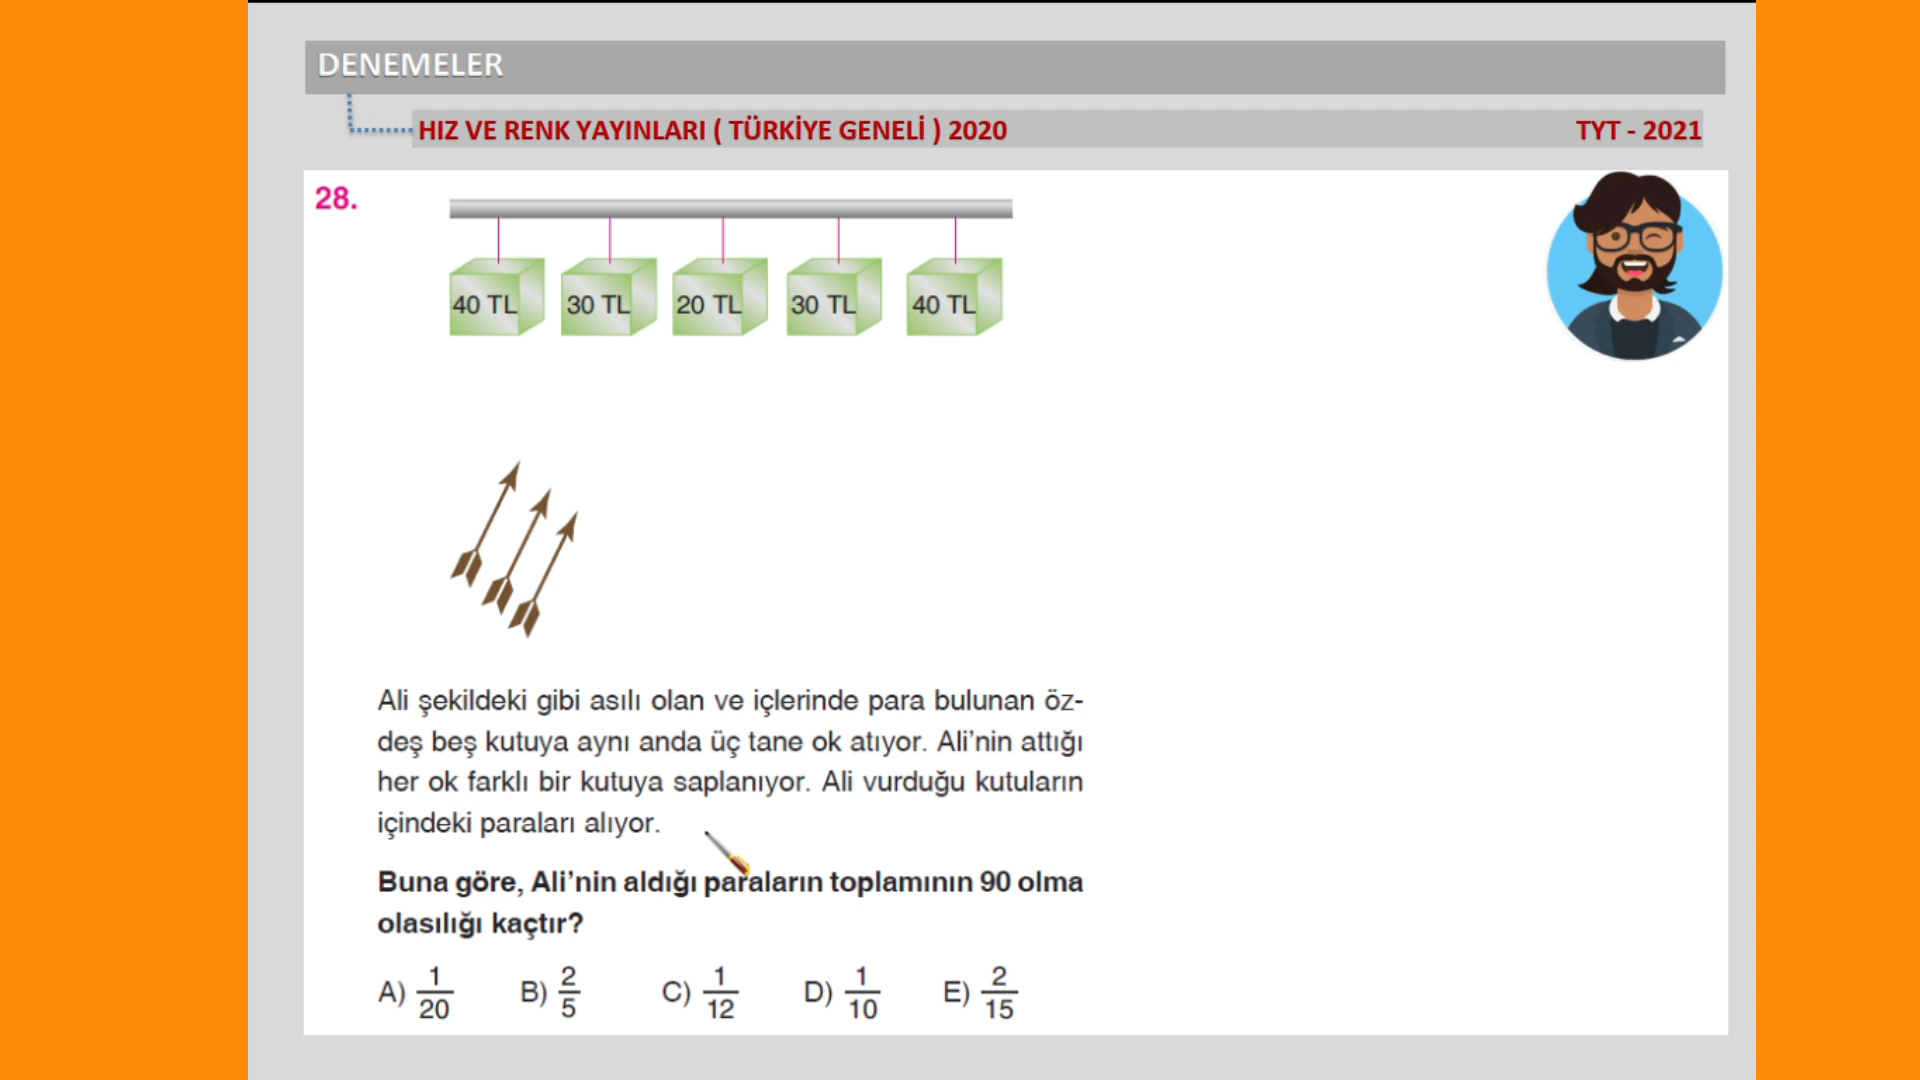 DENEMELER
HIZ VE RENK YAYINLARI ( TÜRKİYE GENELİ ) 2020 TYT - 2021
28.
40 TL 30 TL 20 TL 30 TL 40 TL
Ali şekildeki gibi asılı olan ve içlerinde para bulunan öz-
deş beş kutuya aynı anda üç tane ok atıyor. Ali'nin attığı
her ok farklı bir kutuya saplanıyor. Ali vurduğu kutuların
içindeki paraları alıyor.
Buna göre, Ali'nin aldığı paraların toplamının 90 olma
olasılığı kaçtır?
A) 1/20 B) 2/5 C) 1/12 D) 1/10 E) 2/15